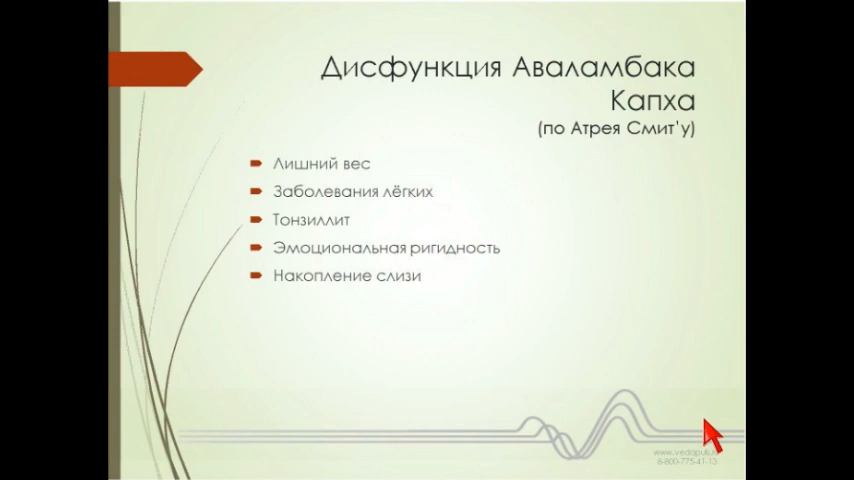 Дисфункция Аваламбака
Капха
(по Атрея Смит'у)
Лишний вес
Заболевания лёгких
Тонзиллит
Эмоциональная ригидность
Накопление слизи
8-800-775-41-13